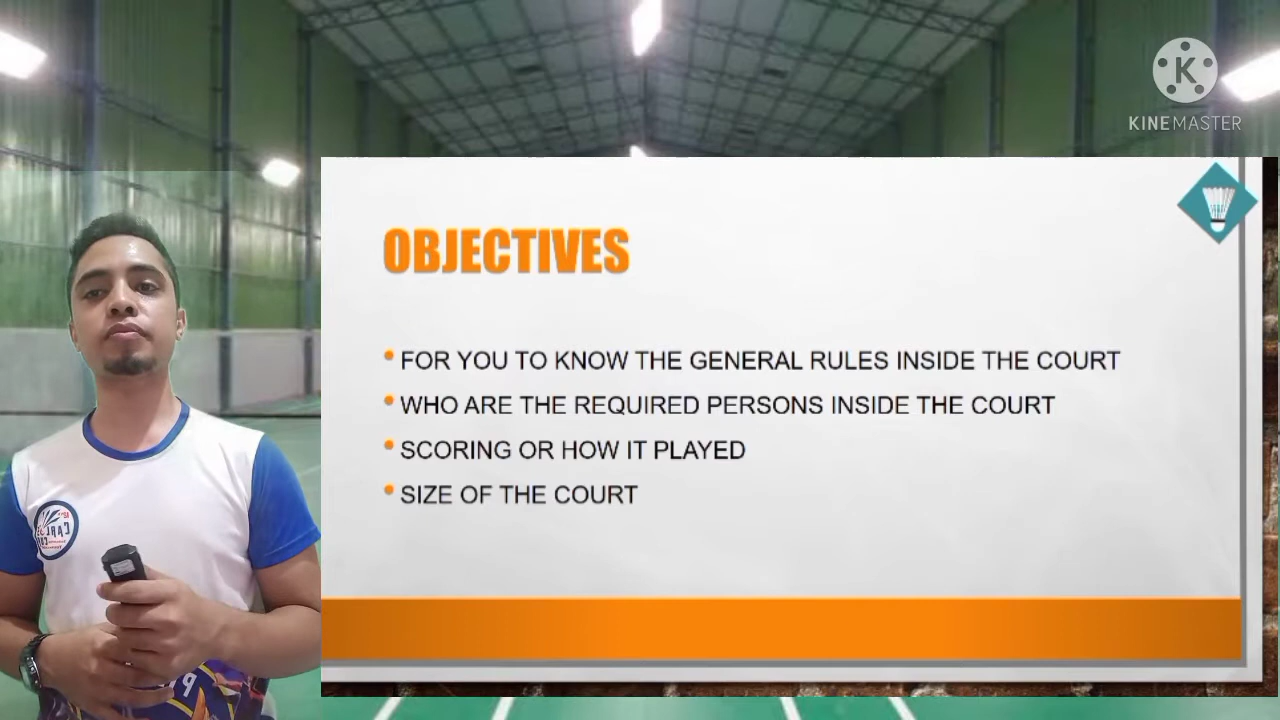 K
KINEMASTER
OBJECTIVES
• FOR YOU TO KNOW THE GENERAL RULES INSIDE THE COURT
• WHO ARE THE REQUIRED PERSONS INSIDE THE COURT
• SCORING OR HOW IT PLAYED
• SIZE OF THE COURT